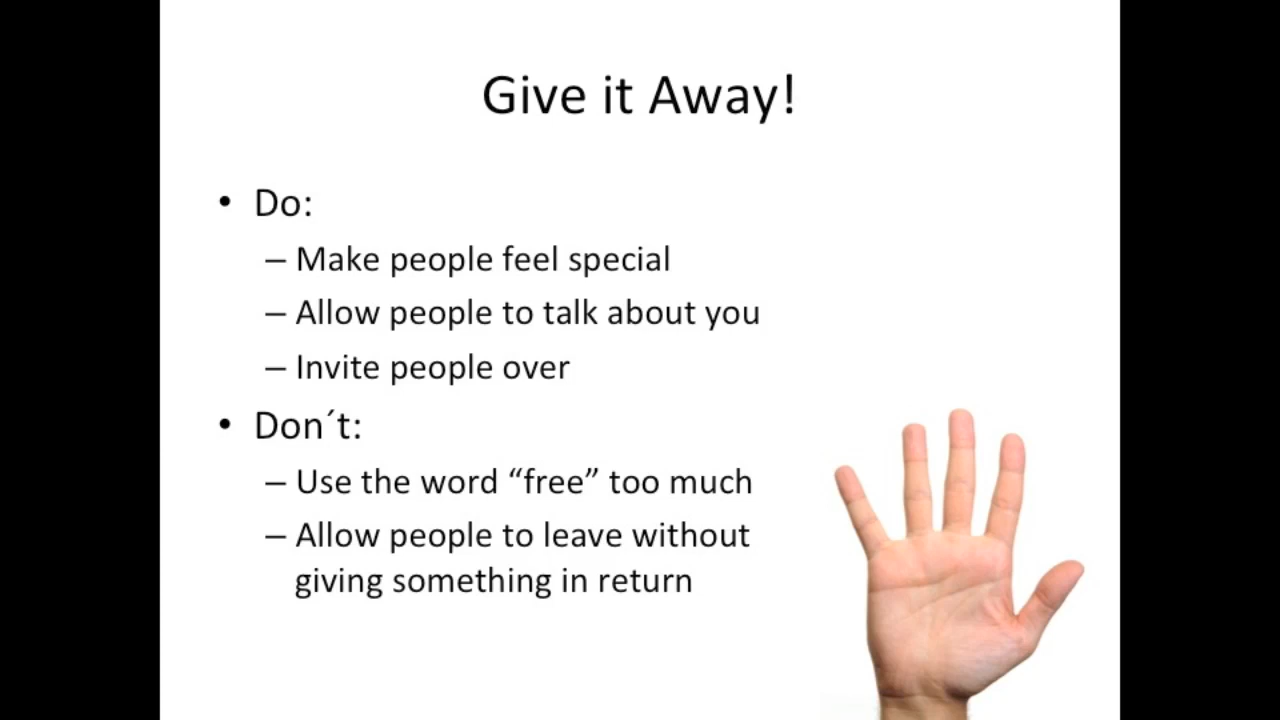 Give it Away!
• Do:
– Make people feel special
– Allow people to talk about you
– Invite people over
• Don´t:
– Use the word “free” too much
– Allow people to leave without
giving something in return